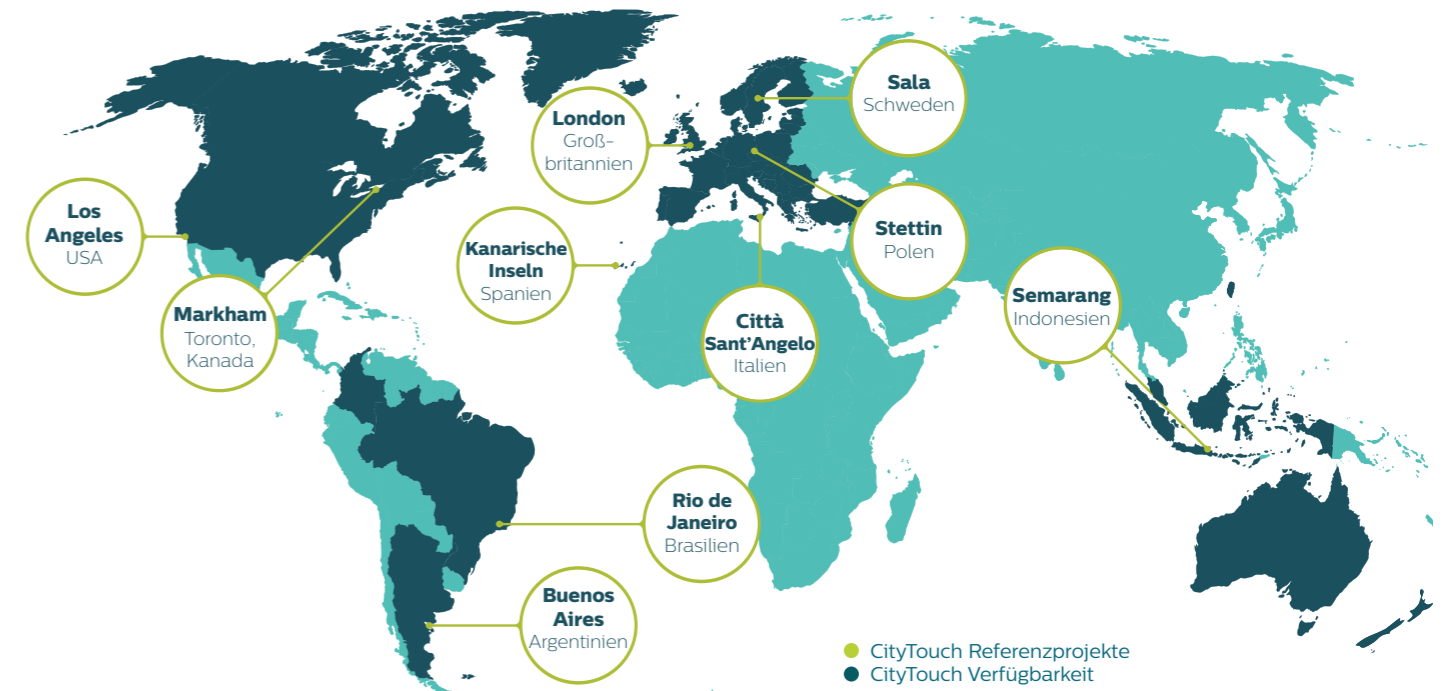 Sala
Schweden
London
Groß-
britannien
Los
Angeles
USA
Kanarische
Inseln
Spanien
Stettin
Polen
Markham
Toronto,
Kanada
Città
Sant’Angelo
Italien
Semarang
Indonesien
Rio de
Janeiro
Brasilien
Buenos
Aires
Argentinien
CityTouch Referenzprojekte
CityTouch Verfügbarkeit